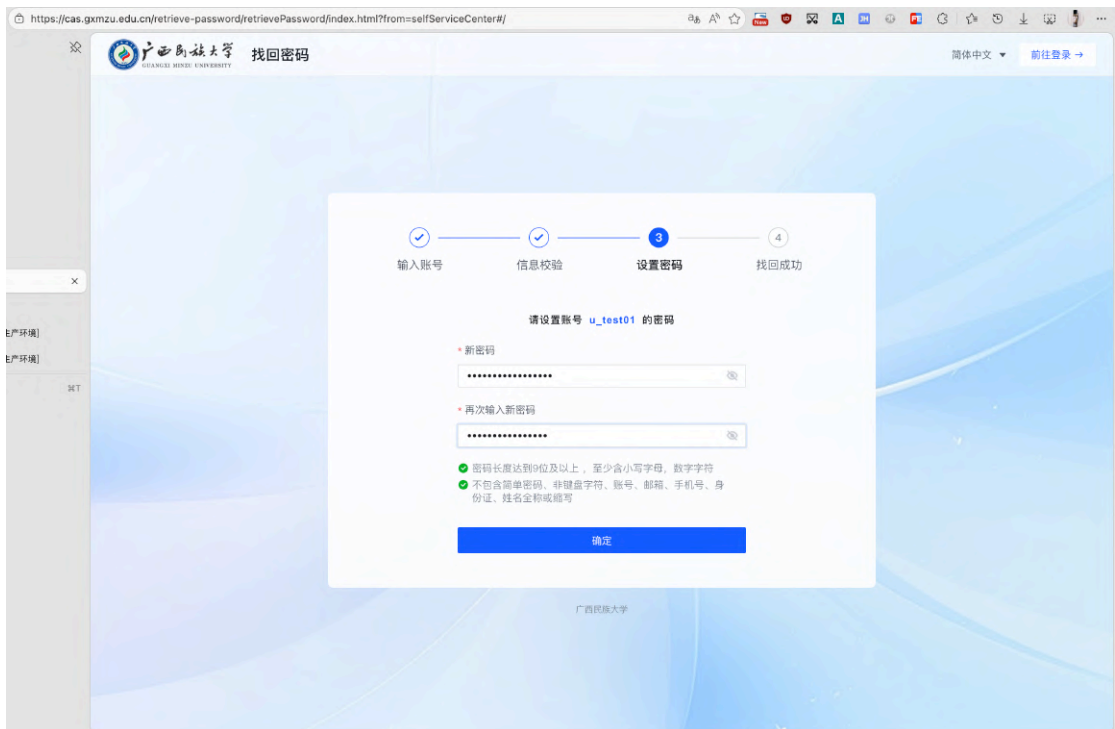 https://cas.gxmzu.edu.cn/retrieve-password/retrievePassword/index.html?from=selfServiceCenter#/
广西民族大学
GUANGXI MINZU UNIVERSITY
找回密码
简体中文
前往登录 →
3
4
输入账号
信息校验
设置密码
找回成功
请设置账号 u_test01 的密码
* 新密码
•••••••••••••••••
* 再次输入新密码
••••••••••••••••
密码长度达到9位及以上，至少含小写字母，数字字符
不包含简单密码、非键盘字符、账号、邮箱、手机号、身
份证、姓名全称或缩写
确定
广西民族大学
生产环境]
生产环境]
⌘T